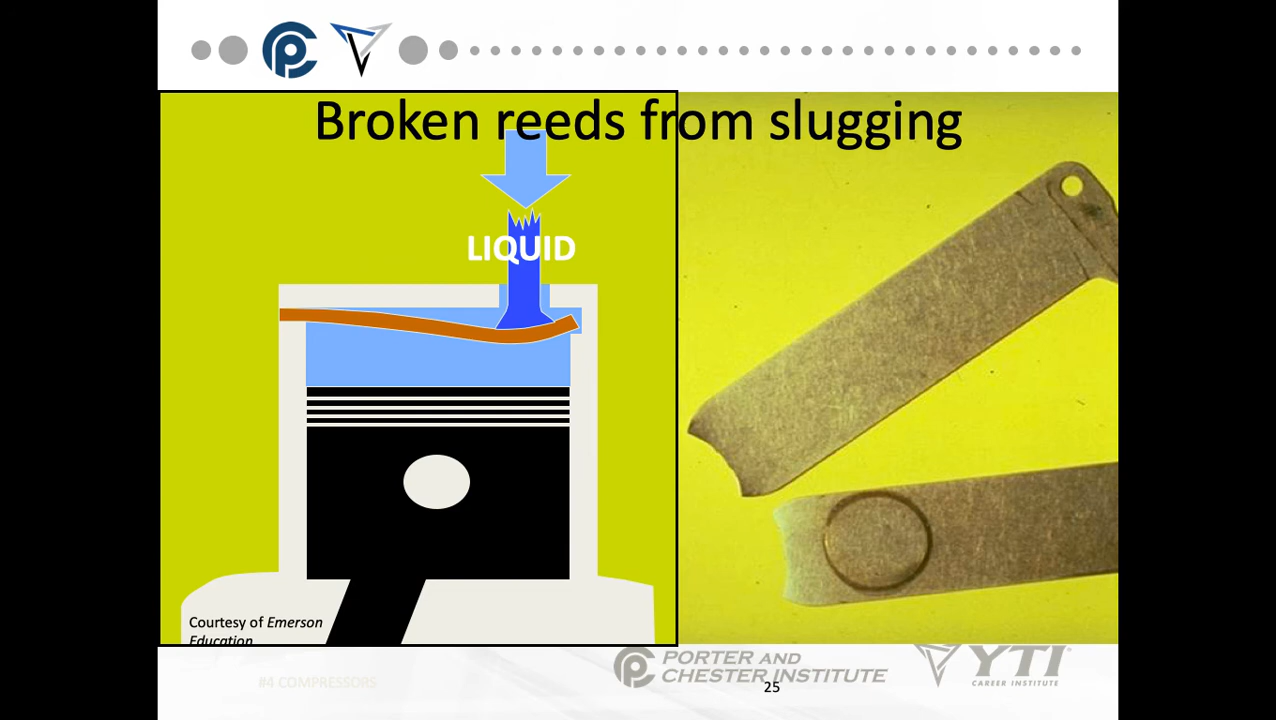 Broken reeds from slugging
LIQUID
Courtesy of Emerson
Education
#4 COMPRESSORS
PORTER AND
CHESTER INSTITUTE
YTI
CAREER INSTITUTE
25